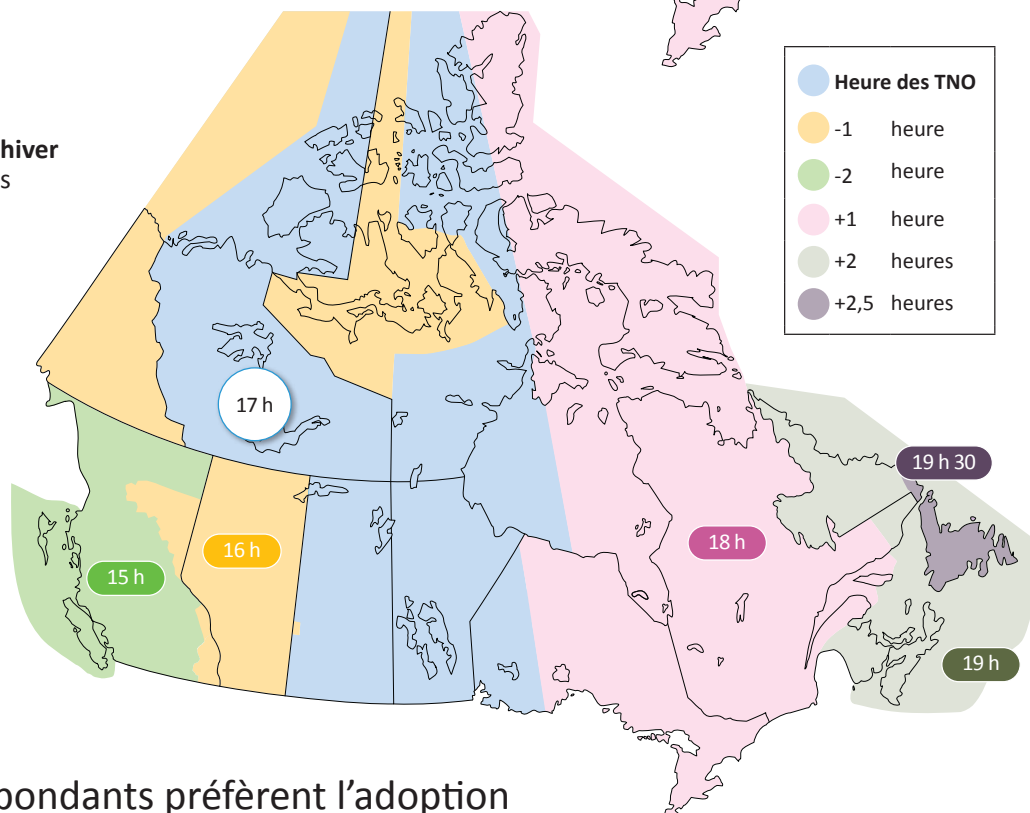 hiver
s
Heure des TNO
-1 heure
-2 heure
+1 heure
+2 heures
+2,5 heures
17 h
19 h 30
16 h
18 h
15 h
19 h
pondants préfèrent l'adoption